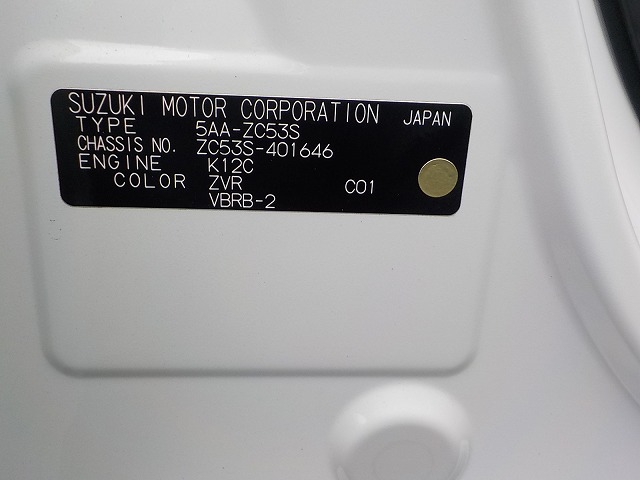 SUZUKI MOTOR CORPORATION JAPAN
TYPE 5AA-ZC53S
CHASSIS NO. ZC53S-401646
ENGINE K12C
COLOR ZVR C01
VBRB-2